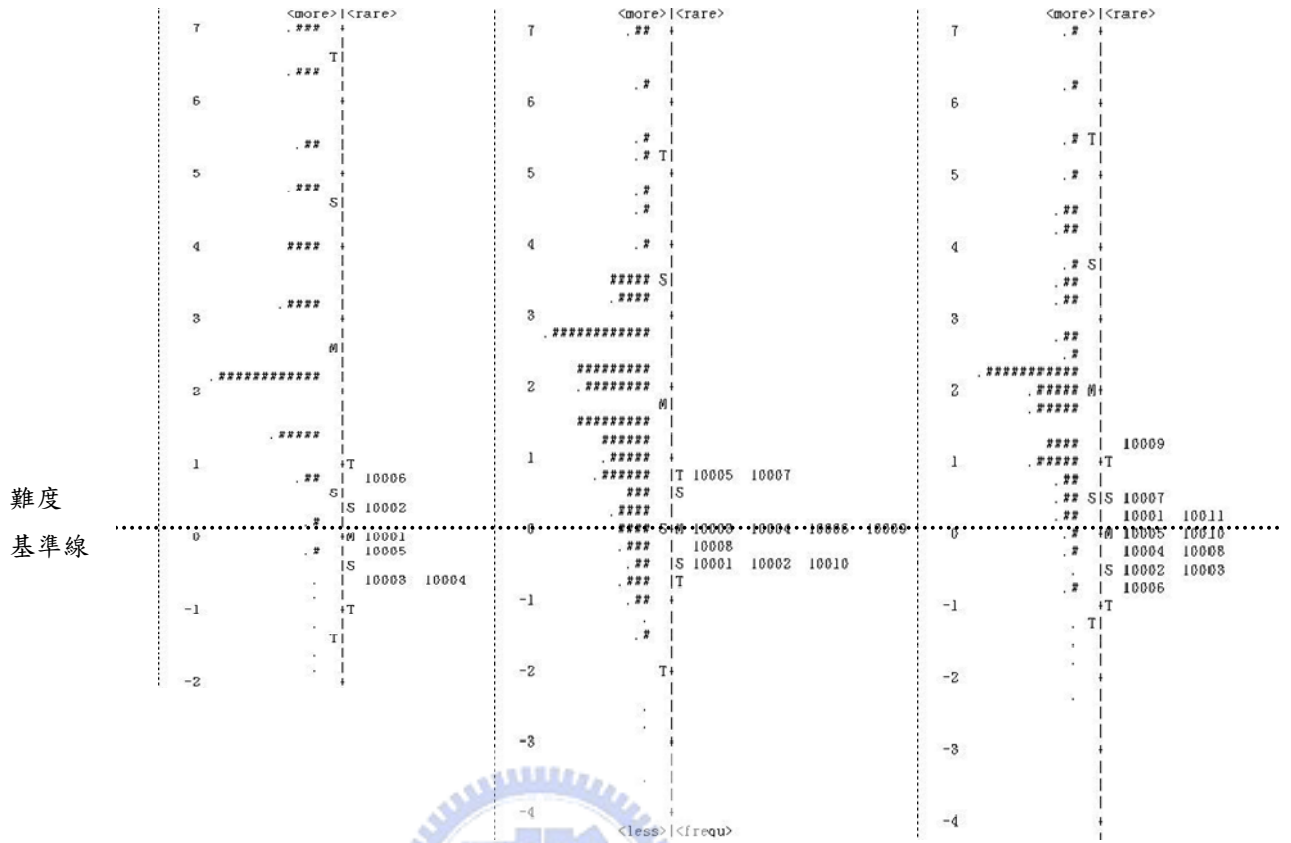 <more>|<rare>
7 .### +
T|
.### |
6 +
.## |
5 +
.### |
S|
4 #### +
.#### |
3 +
M|
.############ |
2 +
.##### |
1 +T
.## | 10006
S|
|S 10002
.# |
0 +M 10001
.# | 10005
|S
. | 10003 10004
. |
-1 +T
. |
T|
. |
. |
-2 +
<more>|<rare>
7 .## +
.# |
6 +
.# |
.# T|
5 +
.# |
.# |
4 .# +
##### S|
.#### |
3 +
.############ |
######### |
2 .######## +
M|
######### |
###### |
1 .##### +
.###### |T 10005 10007
### |S
.#### |
0 #### S+M 10003 10004 10009
.### | 10008
.## |S 10001 10002 10010
.### |T
-1 .## +
. |
.# |
-2 T+
. |
. |
-3 +
. |
-4 +
<less>|<frequ>
<more>|<rare>
7 .# +
.# |
6 +
.# T|
5 .# +
.## |
.## |
4 +
.# S|
.## |
.## |
3 +
.## |
.# |
.########### |
2 .##### M+
.##### |
#### | 10009
1 .##### +T
.## |
.## S|S 10007
.## | 10001 10011
0 .# +M 10005 10010
.# | 10004 10008
. |S 10002 10003
.# | 10006
-1 +T
. T|
. |
. |
-2 +
. |
-3 +
-4 +
難度
基準線